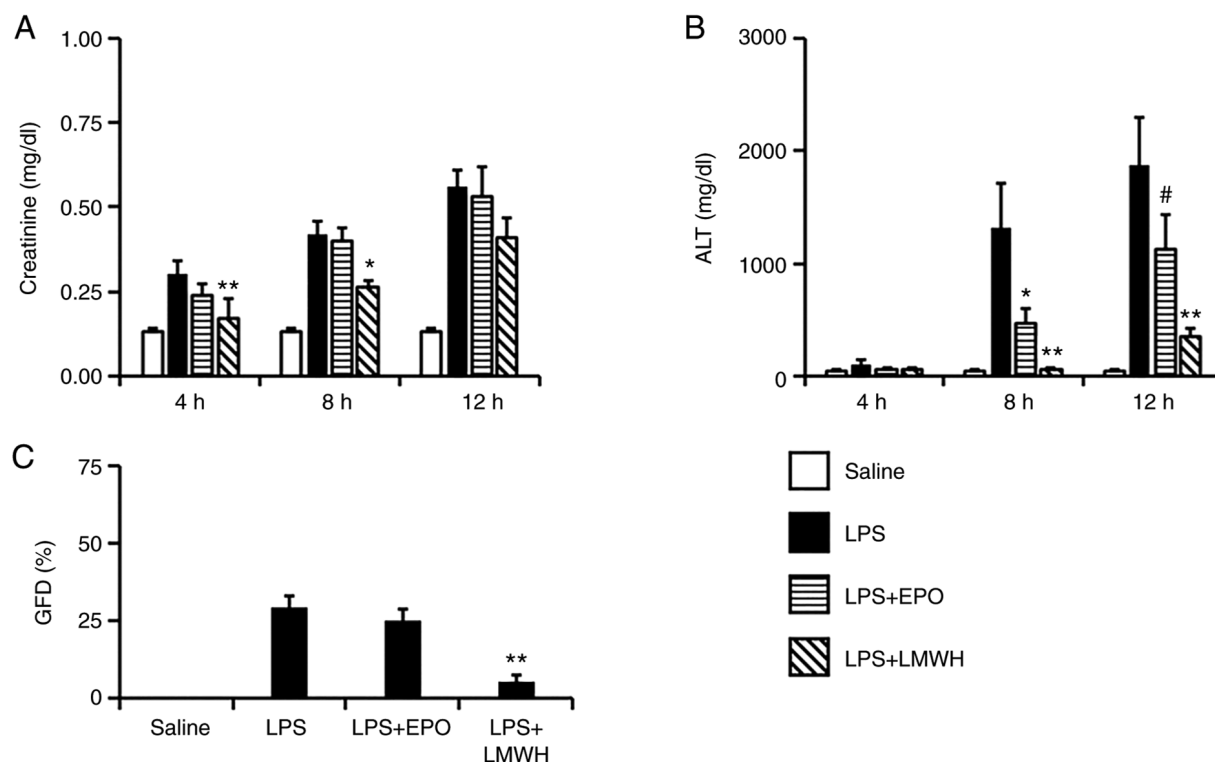 A
Creatinine (mg/dl)
1.00
0.75
0.50
0.25
0.00
**
*
4 h
8 h
12 h
B
ALT (mg/dl)
3000
2000
1000
0
*
**
#
**
4 h
8 h
12 h
C
GFD (%)
75
50
25
0
**
Saline
LPS
LPS+EPO
LPS+
LMWH
Saline
LPS
LPS+EPO
LPS+LMWH